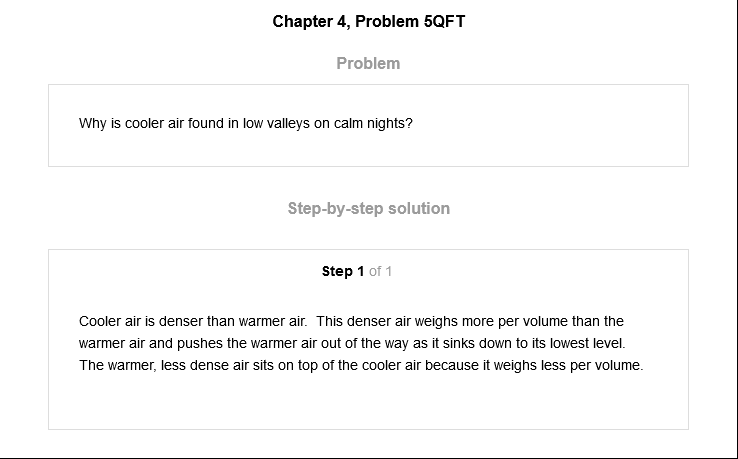 Chapter 4, Problem 5QFT
Problem
Why is cooler air found in low valleys on calm nights?
Step-by-step solution
Step 1 of 1
Cooler air is denser than warmer air.  This denser air weighs more per volume than the
warmer air and pushes the warmer air out of the way as it sinks down to its lowest level.
The warmer, less dense air sits on top of the cooler air because it weighs less per volume.